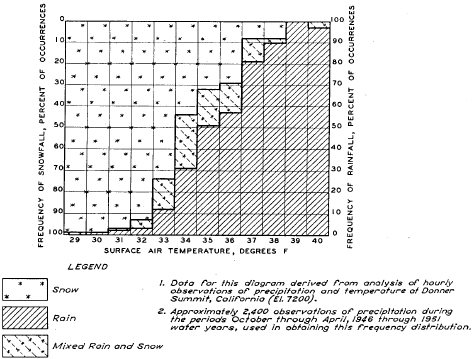 FREQUENCY OF SNOWFALL, PERCENT OF OCCURRENCES
0
10
20
30
40
50
60
70
80
90
100
100
90
80
70
60
50
40
30
20
10
0
FREQUENCY OF RAINFALL, PERCENT OF OCCURRENCES
29 30 31 32 33 34 35 36 37 38 39 40
SURFACE AIR TEMPERATURE, DEGREES F
LEGEND
Snow
Rain
Mixed Rain and Snow
1. Data for this diagram derived from analysis of hourly
observations of precipitation and temperature at Donner
Summit, California (El. 7200).
2. Approximately 2,400 observations of precipitation during
the periods October through April, 1946 through 1951
water years, used in obtaining this frequency distribution.